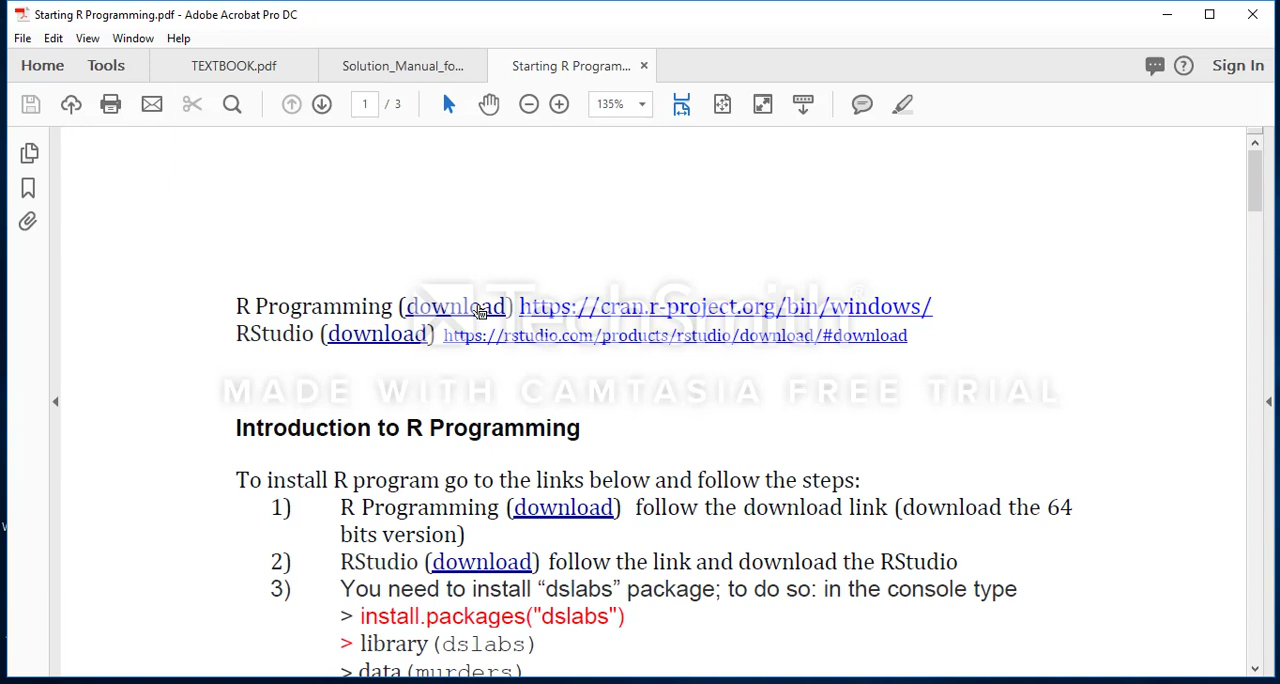 Starting R Programming.pdf - Adobe Acrobat Pro DC
File Edit View Window Help
Home Tools TEXTBOOK.pdf Solution_Manual_fo... Starting R Program... × Sign In
1 / 3 135%
R Programming (download) https://cran.r-project.org/bin/windows/
RStudio (download) https://rstudio.com/products/rstudio/download/#download
TechSmith®
MADE WITH CAMTASIA FREE TRIAL
Introduction to R Programming
To install R program go to the links below and follow the steps:
1) R Programming (download) follow the download link (download the 64
bits version)
2) RStudio (download) follow the link and download the RStudio
3) You need to install “dslabs” package; to do so: in the console type
> install.packages("dslabs")
> library(dslabs)
> data(murders)